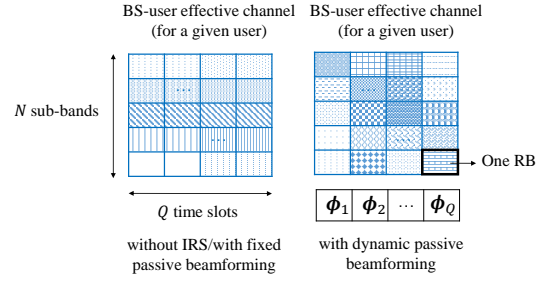 BS-user effective channel
(for a given user)
BS-user effective channel
(for a given user)
N sub-bands
...
...
...
...
One RB
Q time slots
ϕ₁ ϕ₂ ... ϕ_Q
without IRS/with fixed
passive beamforming
with dynamic passive
beamforming